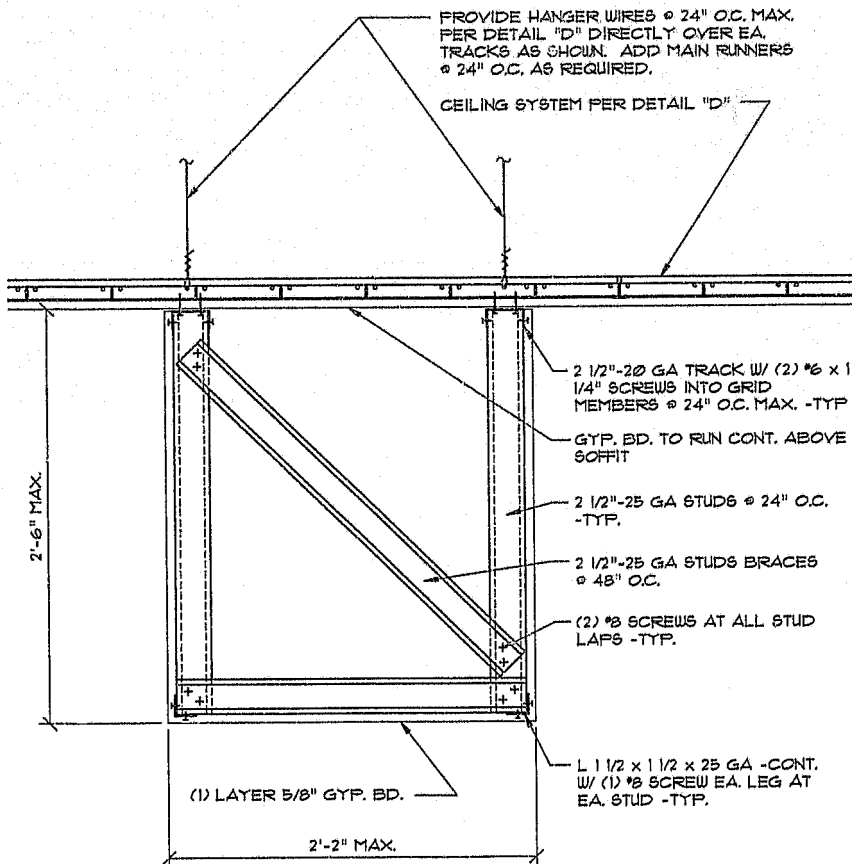 PROVIDE HANGER WIRES @ 24" O.C. MAX.
PER DETAIL "D" DIRECTLY OVER EA.
TRACKS AS SHOWN. ADD MAIN RUNNERS
@ 24" O.C. AS REQUIRED.
CEILING SYSTEM PER DETAIL "D"
2 1/2"-20 GA TRACK W/ (2) #6 x 1
1/4" SCREWS INTO GRID
MEMBERS @ 24" O.C. MAX. -TYP
GYP. BD. TO RUN CONT. ABOVE
SOFFIT
2 1/2"-25 GA STUDS @ 24" O.C.
-TYP.
2'-6" MAX.
2 1/2"-25 GA STUDS BRACES
@ 48" O.C.
(2) #8 SCREWS AT ALL STUD
LAPS -TYP.
L 1 1/2 x 1 1/2 x 25 GA -CONT.
W/ (1) #8 SCREW EA. LEG AT
EA. STUD -TYP.
(1) LAYER 5/8" GYP. BD.
2'-2" MAX.